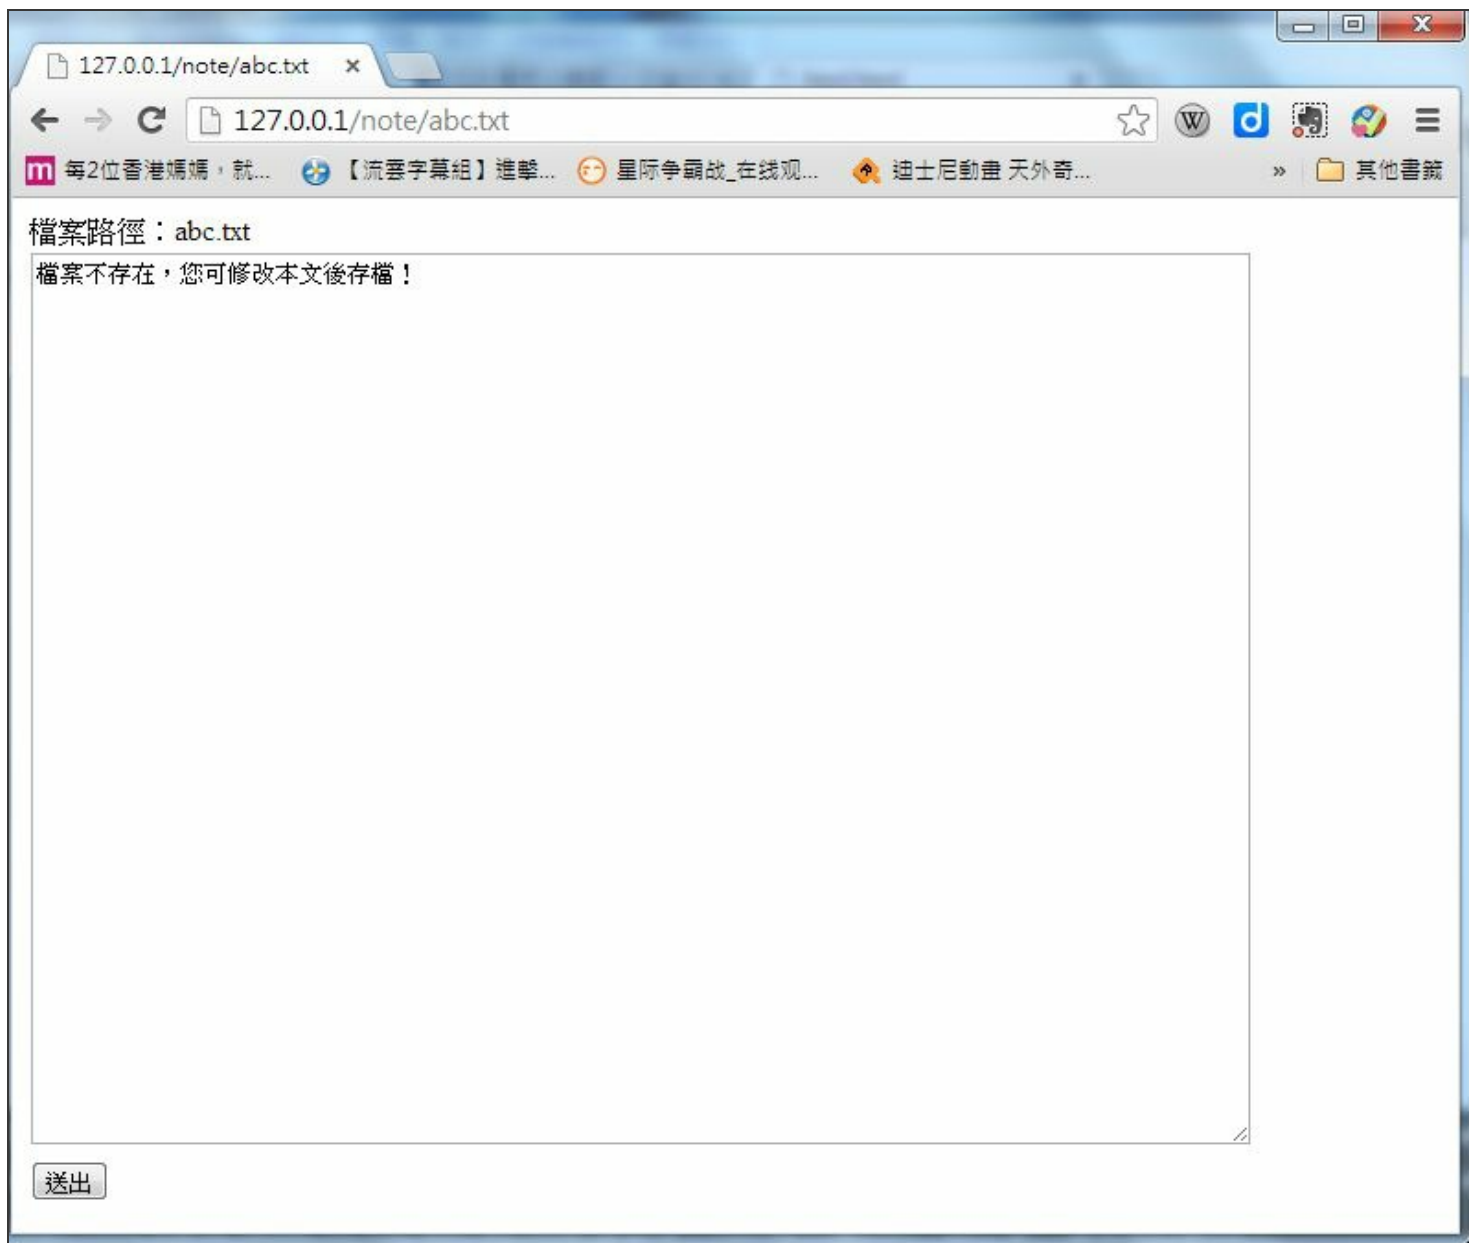 127.0.0.1/note/abc.txt
127.0.0.1/note/abc.txt
每2位香港媽媽，就... 【流雲字幕組】進擊... 星际争霸战_在线观... 迪士尼動畫 天外奇... » 其他書籤
檔案路徑：abc.txt
檔案不存在，您可修改本文後存檔！
送出